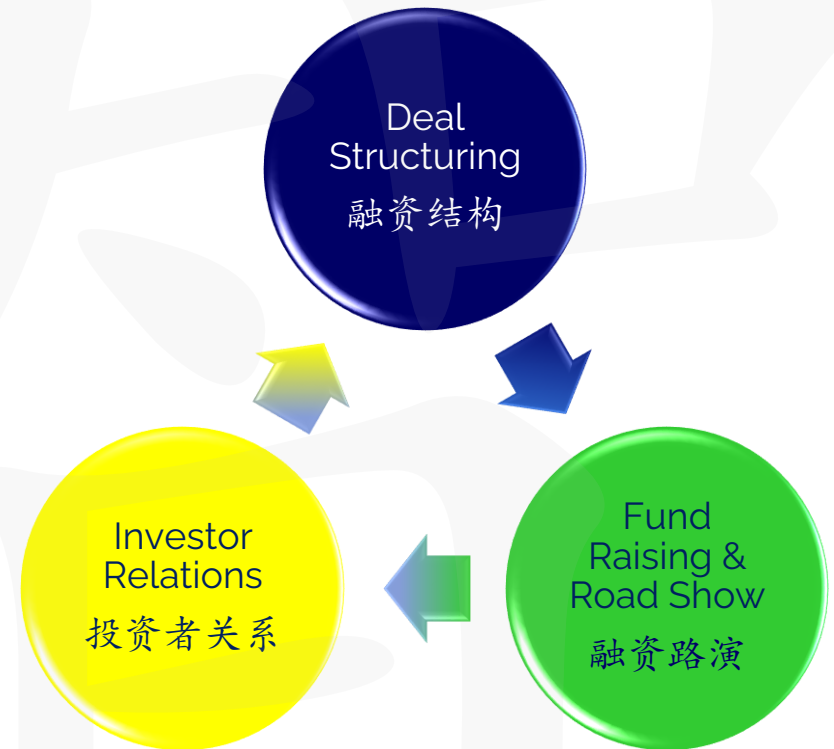 Deal
Structuring
融资结构
Investor
Relations
投资者关系
Fund
Raising &
Road Show
融资路演